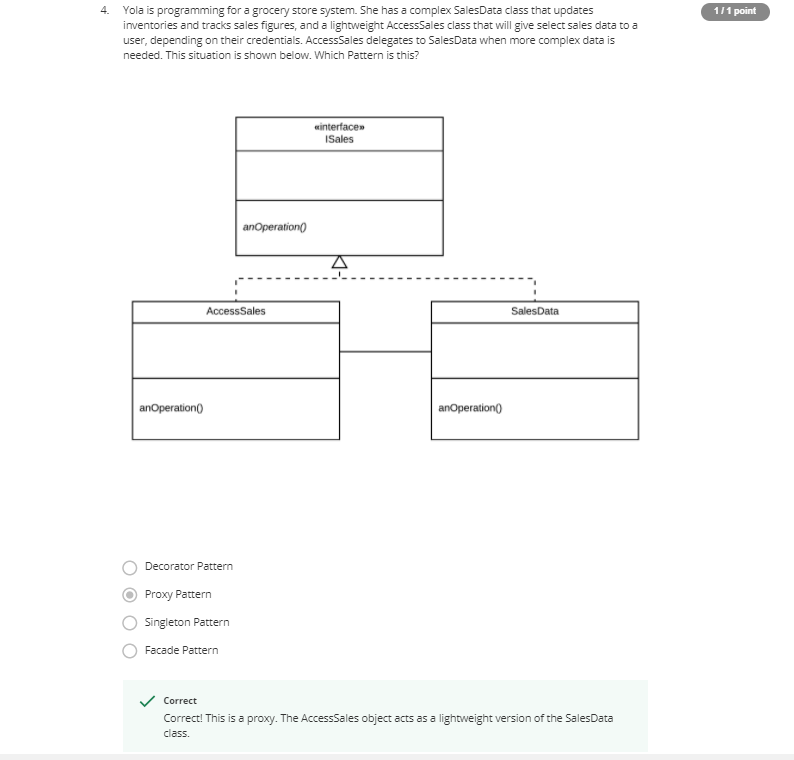 4. Yola is programming for a grocery store system. She has a complex SalesData class that updates
1 / 1 point
inventories and tracks sales figures, and a lightweight AccessSales class that will give select sales data to a
user, depending on their credentials. AccessSales delegates to SalesData when more complex data is
needed. This situation is shown below. Which Pattern is this?
«interface»
ISales
anOperation()
AccessSales
SalesData
anOperation()
anOperation()
Decorator Pattern
Proxy Pattern
Singleton Pattern
Facade Pattern
Correct
Correct! This is a proxy. The AccessSales object acts as a lightweight version of the SalesData
class.